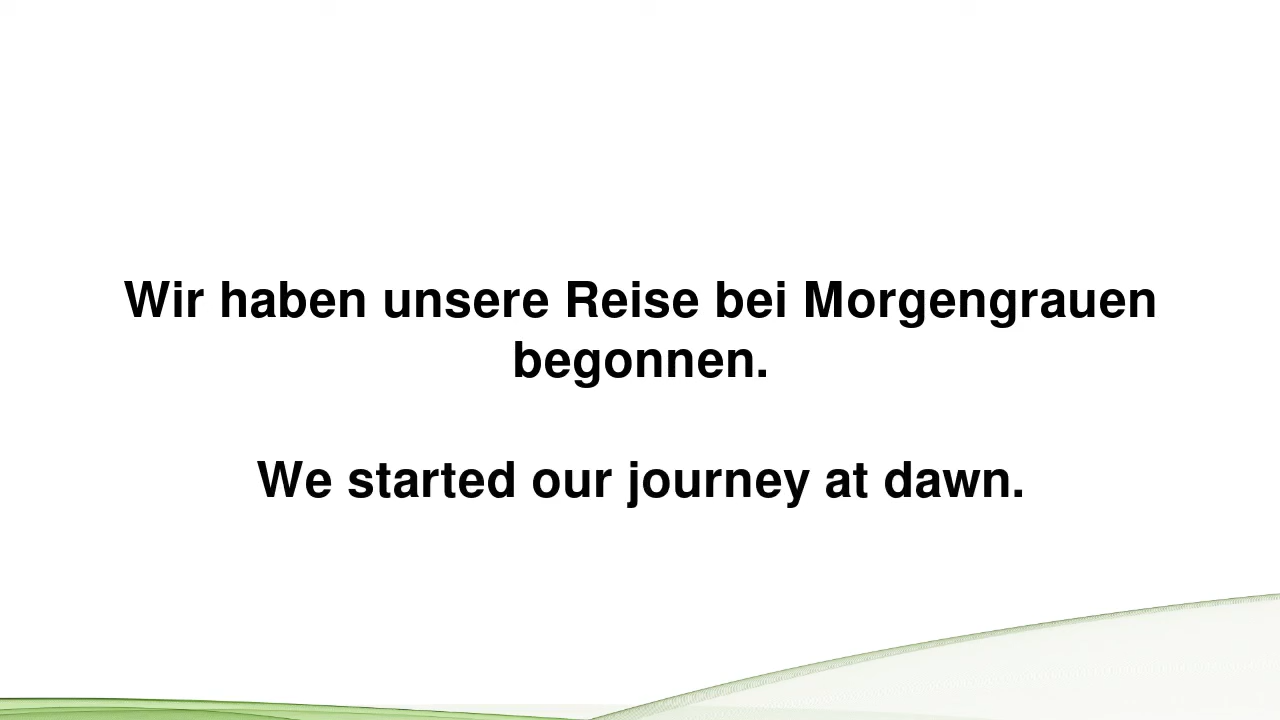 Wir haben unsere Reise bei Morgengrauen
begonnen.
We started our journey at dawn.